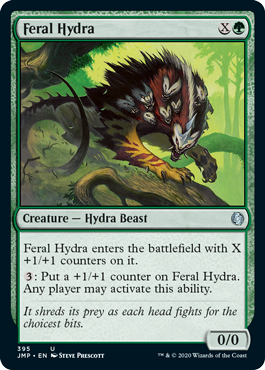 Feral Hydra X
Creature — Hydra Beast
Feral Hydra enters the battlefield with X
+1/+1 counters on it.
3: Put a +1/+1 counter on Feral Hydra.
Any player may activate this ability.
It shreds its prey as each head fights for the
choicest bits.
0/0
395 U
JMP • EN STEVE PRESCOTT
™ & © 2020 Wizards of the Coast